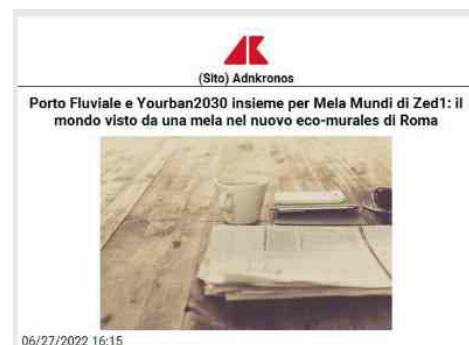 (Sito) Adnkronos
Porto Fluviale e Yourban2030 insieme per Mela Mundi di Zed1: il
mondo visto da una mela nel nuovo eco-murales di Roma
06/27/2022 16:15